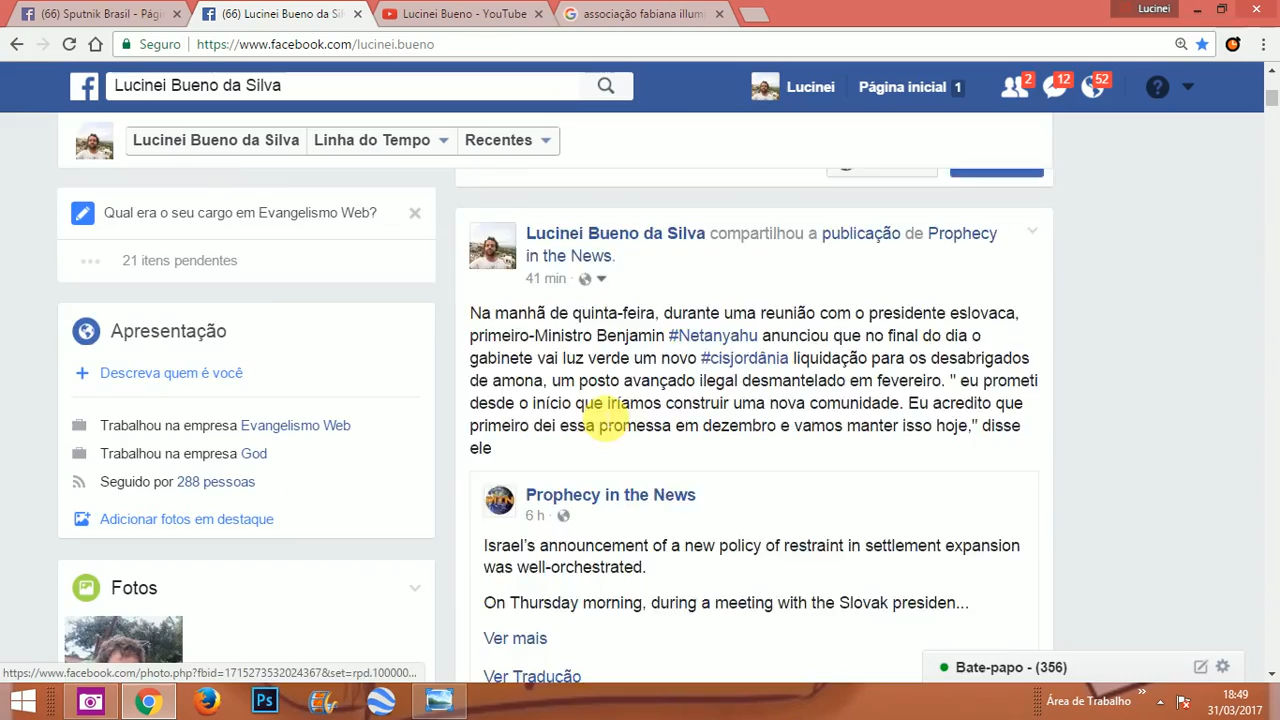 (66) Sputnik Brasil - Pági
(66) Lucinei Bueno da Sil
Lucinei Bueno - YouTube
associação fabiana illumi
Lucinei
Seguro
https://www.facebook.com/lucinei.bueno
Lucinei Bueno da Silva
Lucinei
Página inicial 1
2
12
52
Lucinei Bueno da Silva
Linha do Tempo
Recentes
Qual era o seu cargo em Evangelismo Web?
21 itens pendentes
Apresentação
Descreva quem é você
Trabalhou na empresa Evangelismo Web
Trabalhou na empresa God
Seguido por 288 pessoas
Adicionar fotos em destaque
Fotos
Lucinei Bueno da Silva compartilhou a publicação de Prophecy
in the News.
41 min
Na manhã de quinta-feira, durante uma reunião com o presidente eslovaca,
primeiro-Ministro Benjamin #Netanyahu anunciou que no final do dia o
gabinete vai luz verde um novo #cisjordânia liquidação para os desabrigados
de amona, um posto avançado ilegal desmantelado em fevereiro. " eu prometi
desde o início que iríamos construir uma nova comunidade. Eu acredito que
primeiro dei essa promessa em dezembro e vamos manter isso hoje," disse
ele
Prophecy in the News
6 h
Israel's announcement of a new policy of restraint in settlement expansion
was well-orchestrated.
On Thursday morning, during a meeting with the Slovak presiden...
Ver mais
Ver Tradução
Bate-papo - (356)
https://www.facebook.com/photo.php?fbid=1715273532024367&set=rpd.100000...
Ps
Área de Trabalho
18:49
31/03/2017